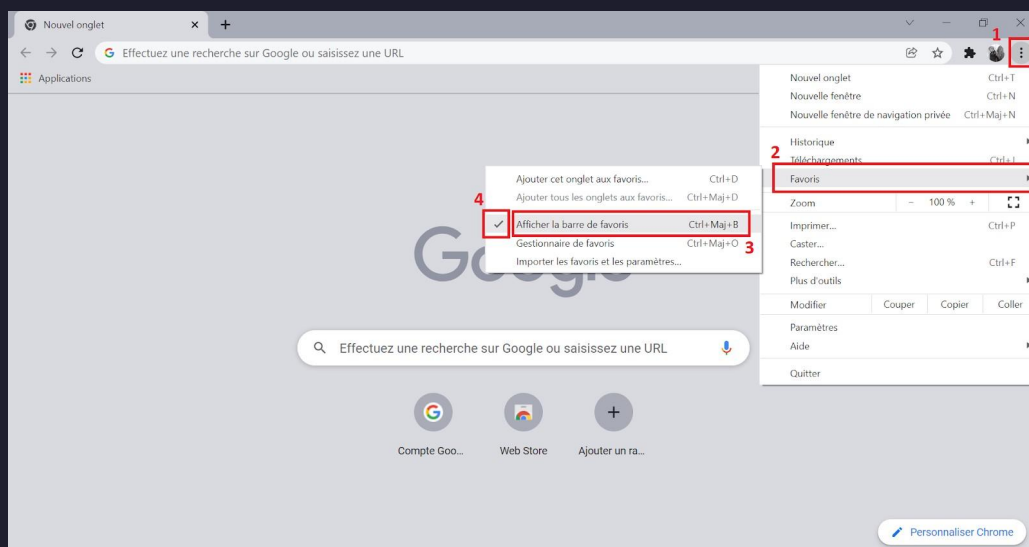 Nouvel onglet
1
Effectuez une recherche sur Google ou saisissez une URL
Applications
Nouvel onglet Ctrl+T
Nouvelle fenêtre Ctrl+N
Nouvelle fenêtre de navigation privée Ctrl+Maj+N
Historique
2
Téléchargements Ctrl+J
Favoris
Zoom - 100 % +
Imprimer... Ctrl+P
Caster...
Rechercher... Ctrl+F
Plus d'outils
Modifier Couper Copier Coller
Paramètres
Aide
Quitter
Ajouter cet onglet aux favoris... Ctrl+D
Ajouter tous les onglets aux favoris... Ctrl+Maj+D
4
Afficher la barre de favoris Ctrl+Maj+B
Gestionnaire de favoris Ctrl+Maj+O
3
Importer les favoris et les paramètres...
Google
Effectuez une recherche sur Google ou saisissez une URL
Compte Goo... Web Store Ajouter un ra...
Personnaliser Chrome